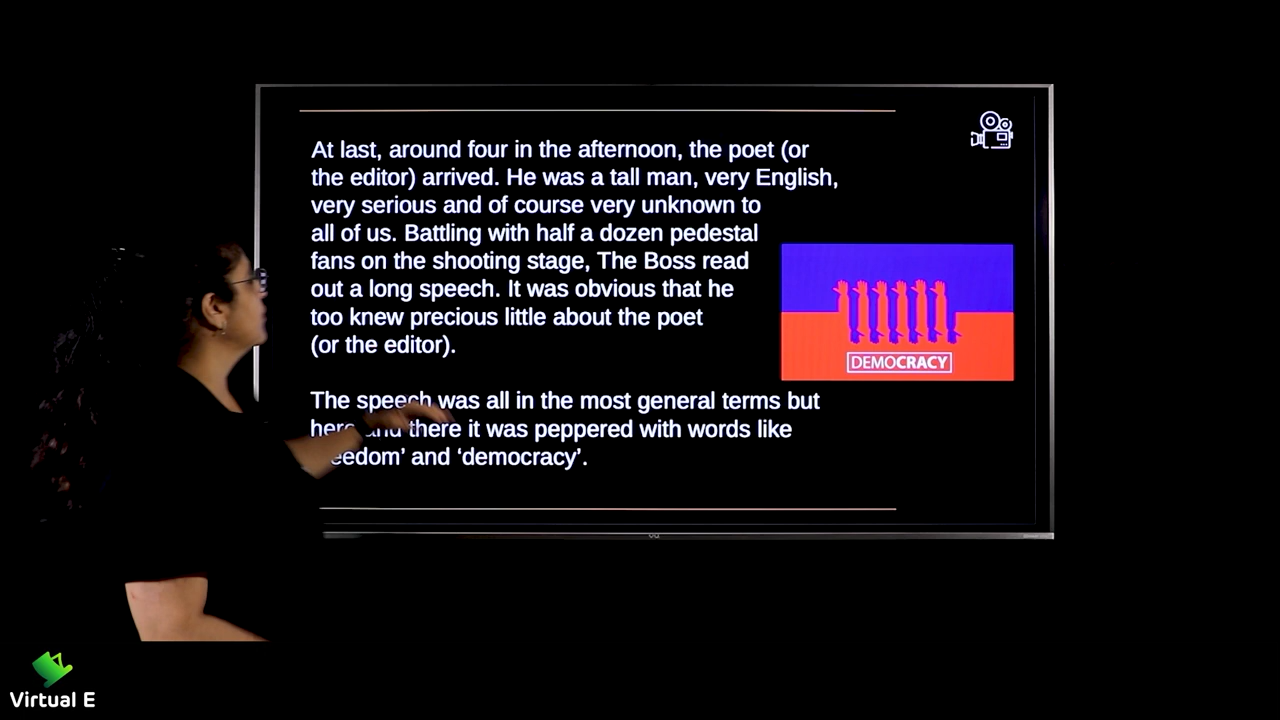 At last, around four in the afternoon, the poet (or
the editor) arrived. He was a tall man, very English,
very serious and of course very unknown to
all of us. Battling with half a dozen pedestal
fans on the shooting stage, The Boss read
out a long speech. It was obvious that he
too knew precious little about the poet
(or the editor).
DEMOCRACY
The speech was all in the most general terms but
here and there it was peppered with words like
eedom’ and ‘democracy’.
Virtual E